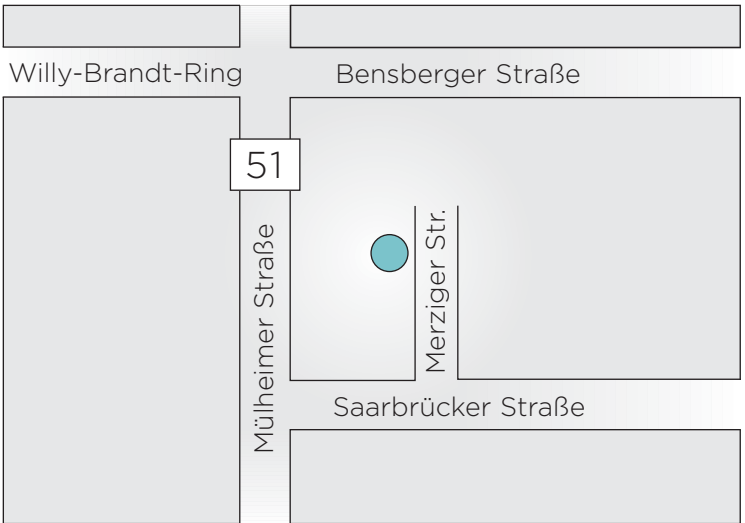 Willy-Brandt-Ring
Bensberger Straße
51
Mülheimer Straße
Merziger Str.
Saarbrücker Straße